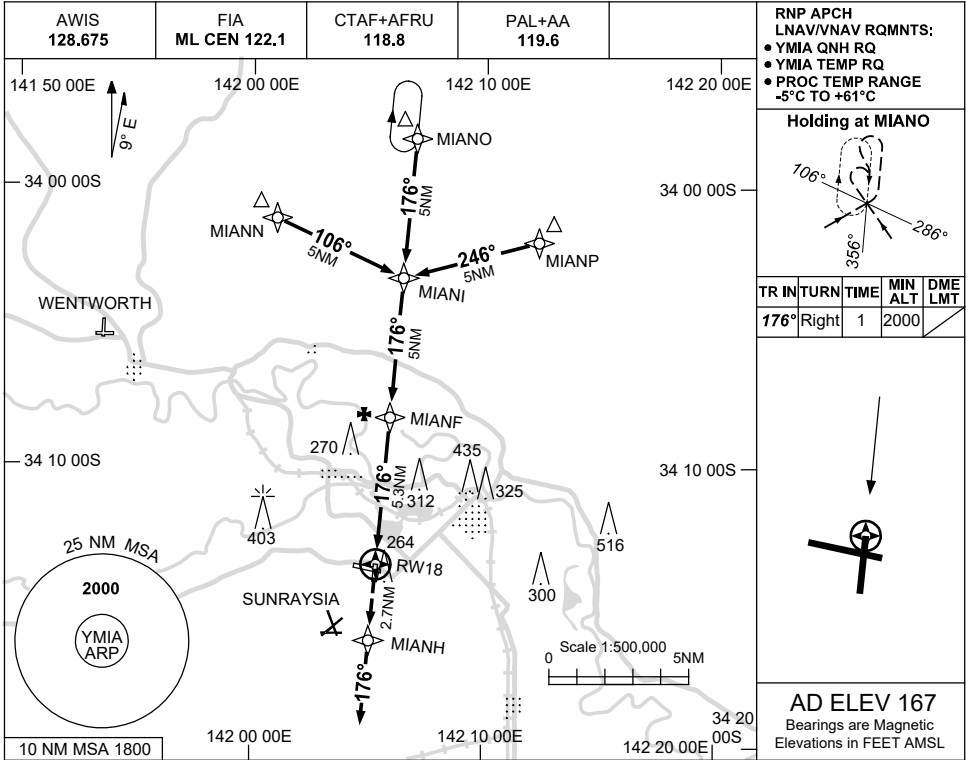 AWIS
128.675
FIA
ML CEN 122.1
CTAF+AFRU
118.8
PAL+AA
119.6
RNP APCH
LNAV/VNAV RQMNTS:
• YMIA QNH RQ
• YMIA TEMP RQ
• PROC TEMP RANGE
-5°C TO +61°C
141 50 00E
142 00 00E
142 10 00E
142 20 00E
9° E
MIANO
Holding at MIANO
106°
286°
356°
34 00 00S
34 00 00S
176°
5NM
MIANN
106°
5NM
246°
5NM
MIANP
MIANI
TR IN TURN TIME MIN ALT DME LMT
176° Right 1 2000
WENTWORTH
176°
5NM
MIANF
270
435
34 10 00S
34 10 00S
176°
5.3NM
312
325
403
516
264
RW18
300
25 NM MSA
2000
YMIA
ARP
SUNRAYSIA
2.7NM
MIANH
Scale 1:500,000
0 5NM
176°
AD ELEV 167
Bearings are Magnetic
Elevations in FEET AMSL
10 NM MSA 1800
142 00 00E
142 10 00E
142 20 00E
34 20
00S